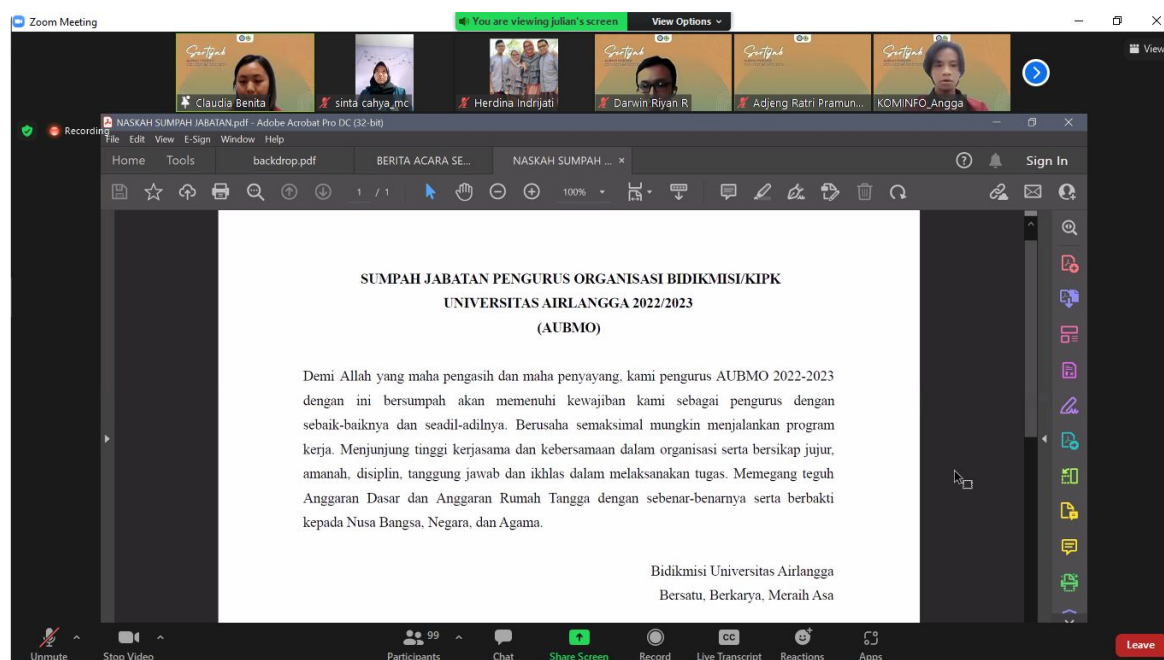 Zoom Meeting
You are viewing julian's screen
View Options
View
Sertijab
Sertijab
Sertijab
Sertijab
Claudia Benita
sinta cahya_mc
Herdina Indrijati
Darwin Riyan R
Adjeng Ratri Pramun...
KOMINFO_Angga
Recording
NASKAH SUMPAH JABATAN.pdf - Adobe Acrobat Pro DC (32-bit)
File Edit View E-Sign Window Help
Home Tools backdrop.pdf BERITA ACARA SE... NASKAH SUMPAH ... × Sign In
1 / 1 100%
SUMPAH JABATAN PENGURUS ORGANISASI BIDIKMISI/KIPK
UNIVERSITAS AIRLANGGA 2022/2023
(AUBMO)
Demi Allah yang maha pengasih dan maha penyayang, kami pengurus AUBMO 2022-2023
dengan ini bersumpah akan memenuhi kewajiban kami sebagai pengurus dengan
sebaik-baiknya dan seadil-adilnya. Berusaha semaksimal mungkin menjalankan program
kerja. Menjunjung tinggi kerjasama dan kebersamaan dalam organisasi serta bersikap jujur,
amanah, disiplin, tanggung jawab dan ikhlas dalam melaksanakan tugas. Memegang teguh
Anggaran Dasar dan Anggaran Rumah Tangga dengan sebenar-benarnya serta berbakti
kepada Nusa Bangsa, Negara, dan Agama.
Bidikmisi Universitas Airlangga
Bersatu, Berkarya, Meraih Asa
Unmute
Stop Video
99
Participants
Chat
Share Screen
Record
CC
Live Transcript
Reactions
Apps
Leave